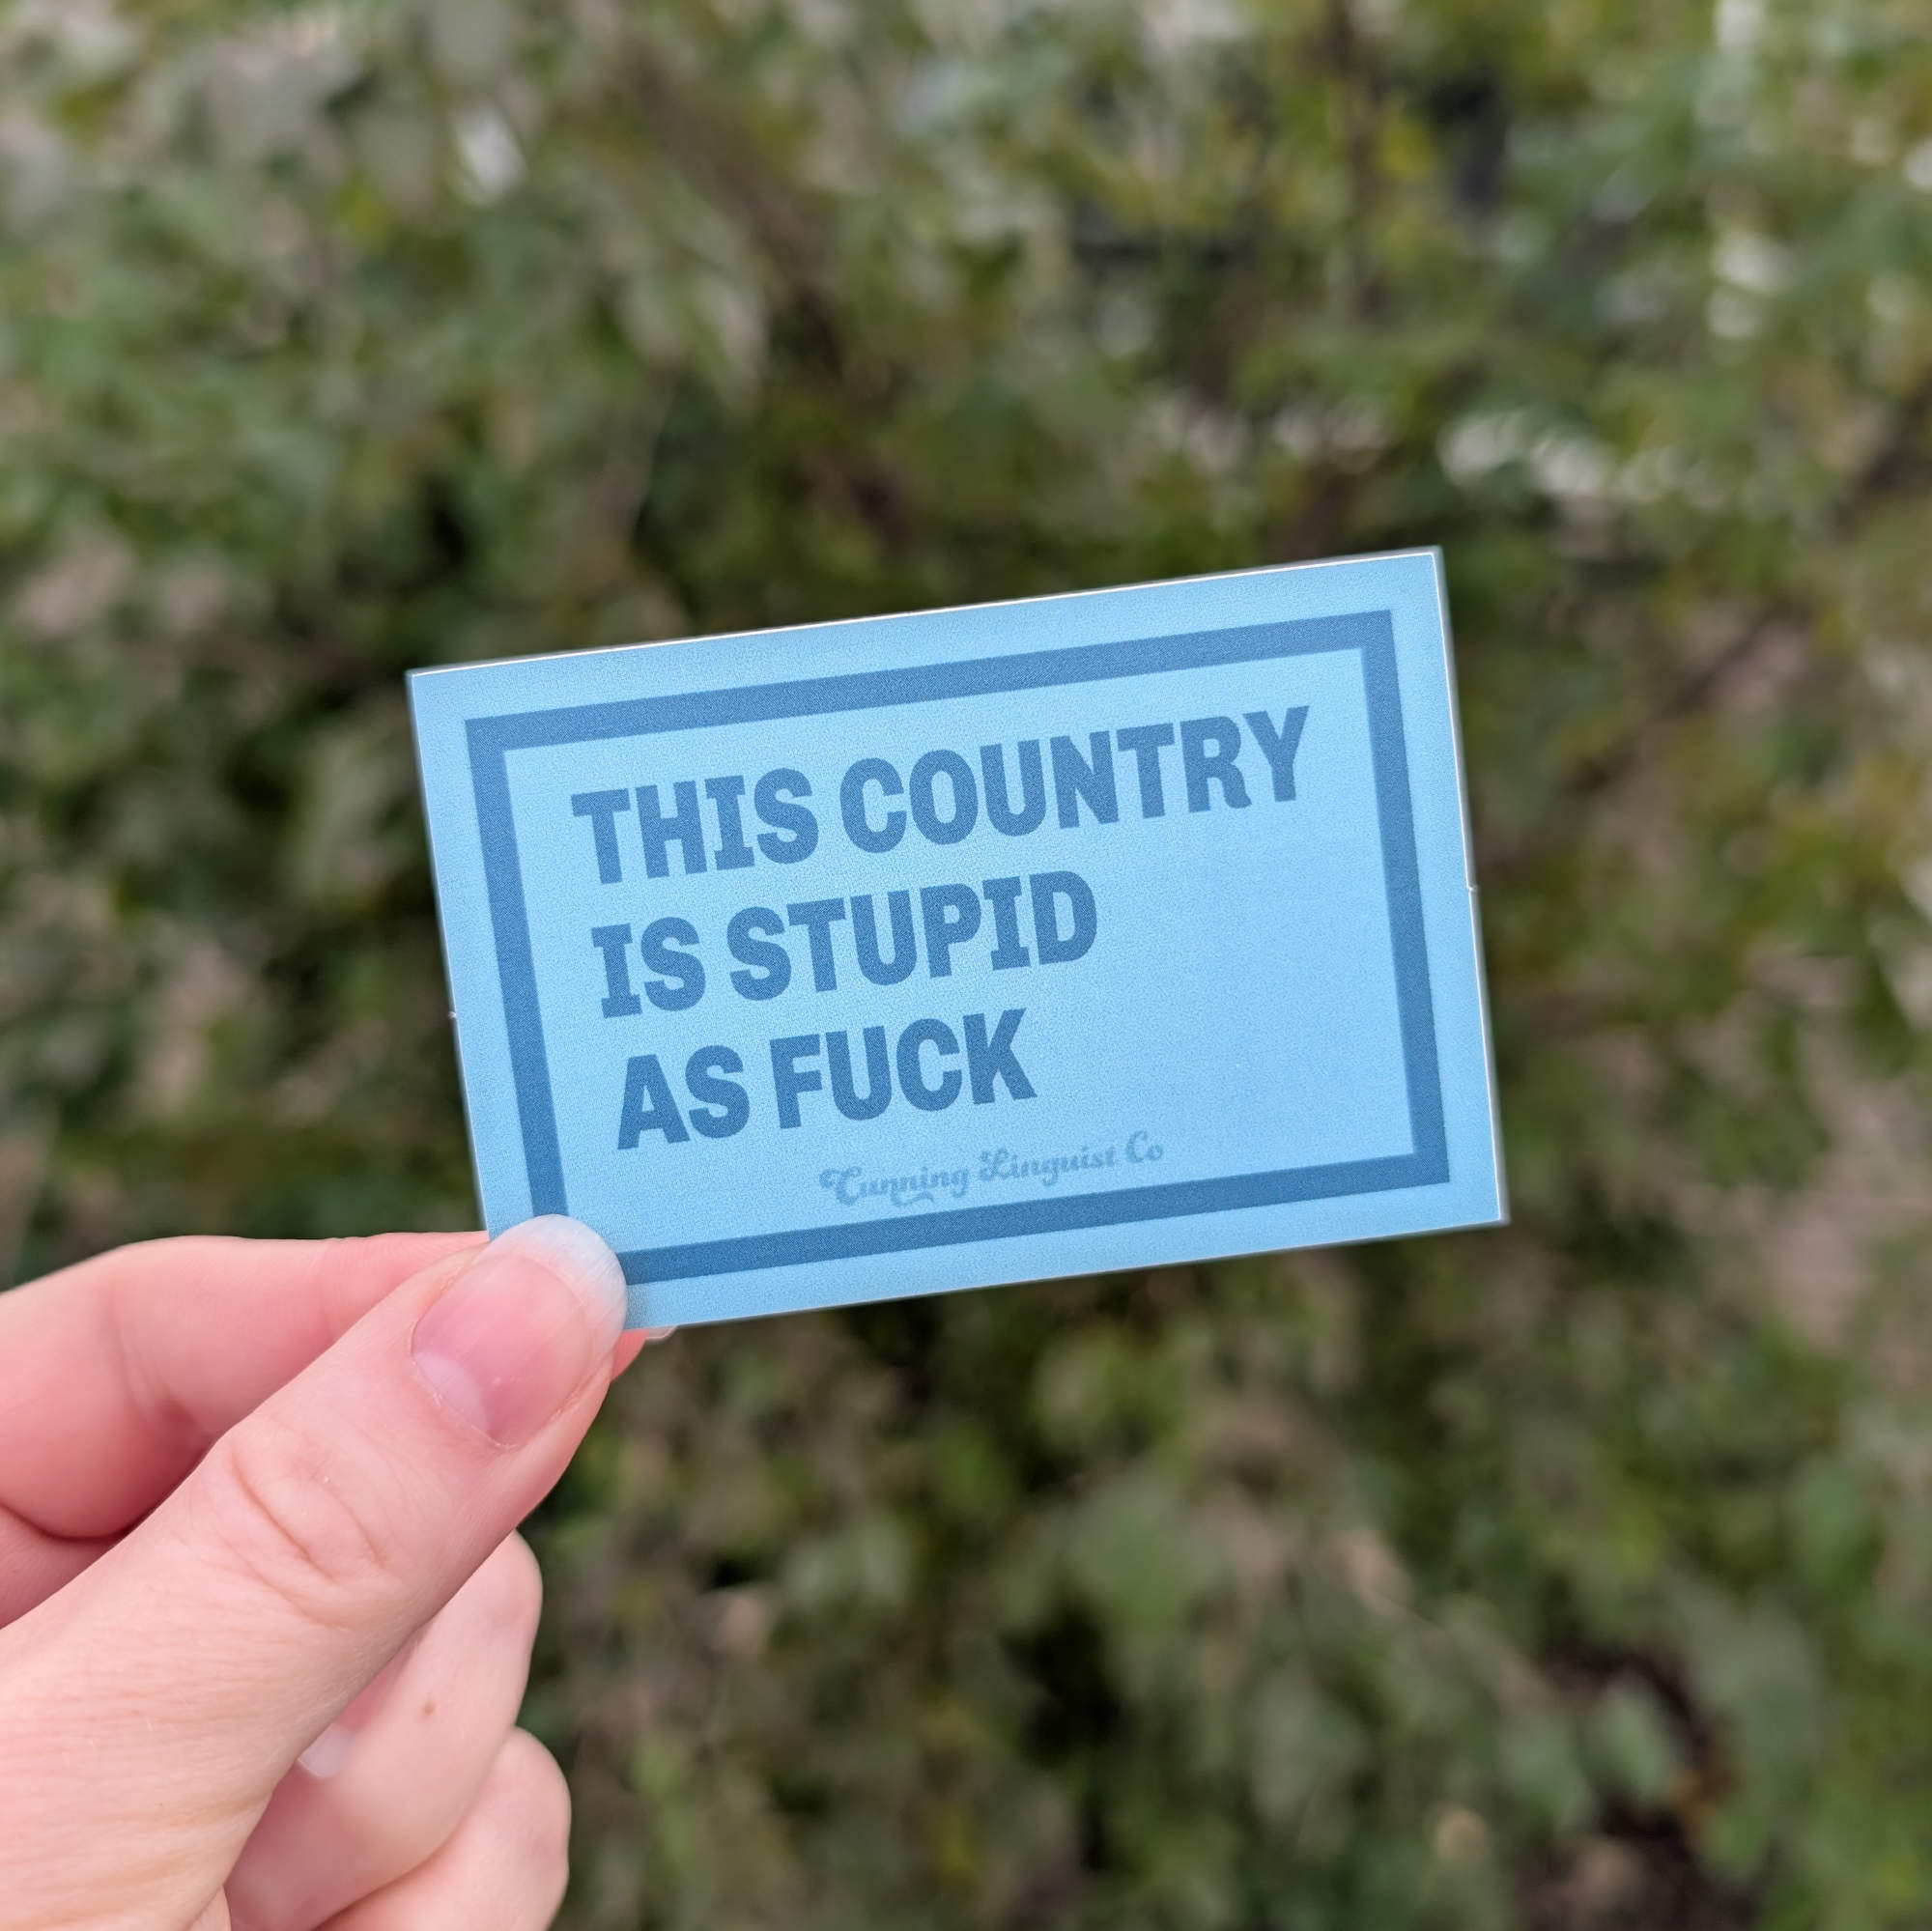 THIS COUNTRY
IS STUPID
AS FUCK
Cunning Linguist Co